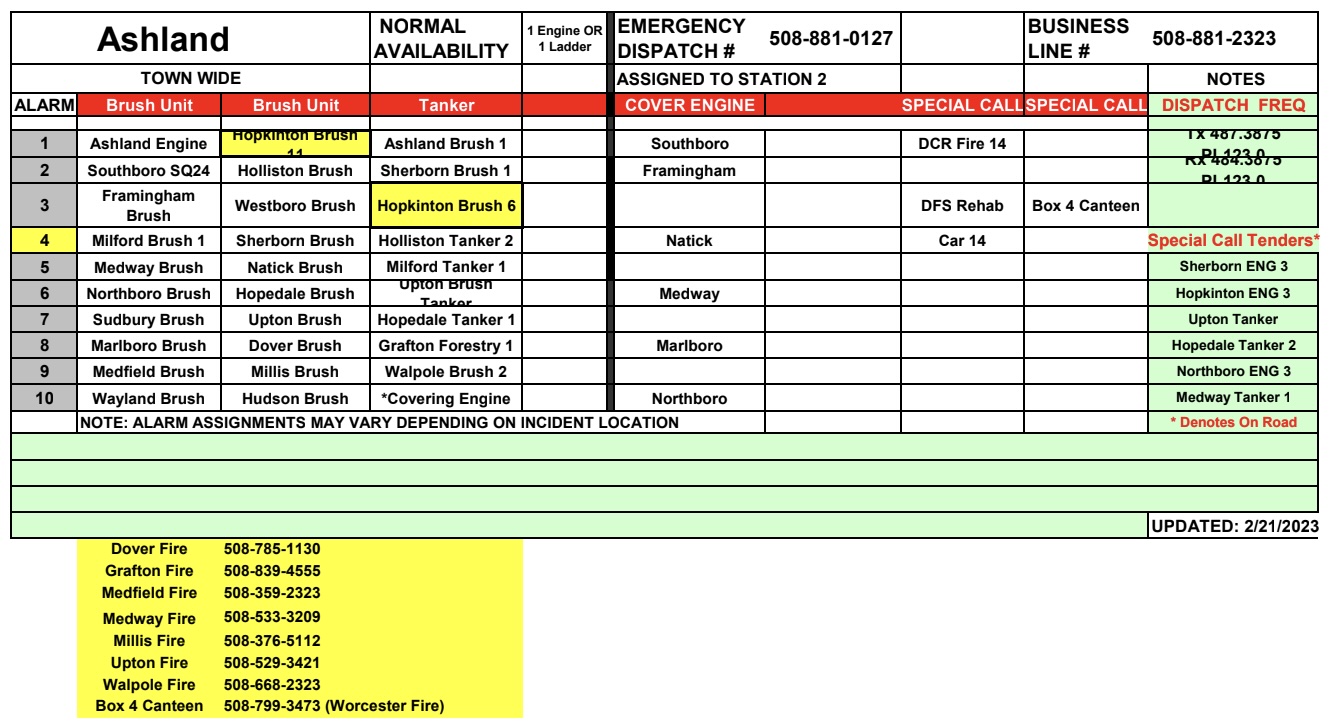 Ashland NORMAL AVAILABILITY 1 Engine OR 1 Ladder EMERGENCY DISPATCH # 508-881-0127 BUSINESS LINE # 508-881-2323
TOWN WIDE ASSIGNED TO STATION 2 NOTES
ALARM Brush Unit Brush Unit Tanker COVER ENGINE SPECIAL CALL SPECIAL CALL DISPATCH FREQ
1 Ashland Engine Hopkinton Brush 11 Ashland Brush 1 Southboro DCR Fire 14 Tx 487.3875 PL123.0
2 Southboro SQ24 Holliston Brush Sherborn Brush 1 Framingham Rx 484.3875 PL123.0
3 Framingham Brush Westboro Brush Hopkinton Brush 6 DFS Rehab Box 4 Canteen
4 Milford Brush 1 Sherborn Brush Holliston Tanker 2 Natick Car 14 Special Call Tenders*
5 Medway Brush Natick Brush Milford Tanker 1 Sherborn ENG 3
6 Northboro Brush Hopedale Brush Upton Brush Tanker Medway Hopkinton ENG 3
7 Sudbury Brush Upton Brush Hopedale Tanker 1 Upton Tanker
8 Marlboro Brush Dover Brush Grafton Forestry 1 Marlboro Hopedale Tanker 2
9 Medfield Brush Millis Brush Walpole Brush 2 Northboro ENG 3
10 Wayland Brush Hudson Brush *Covering Engine Northboro Medway Tanker 1
NOTE: ALARM ASSIGNMENTS MAY VARY DEPENDING ON INCIDENT LOCATION * Denotes On Road
UPDATED: 2/21/2023
Dover Fire 508-785-1130
Grafton Fire 508-839-4555
Medfield Fire 508-359-2323
Medway Fire 508-533-3209
Millis Fire 508-376-5112
Upton Fire 508-529-3421
Walpole Fire 508-668-2323
Box 4 Canteen 508-799-3473 (Worcester Fire)